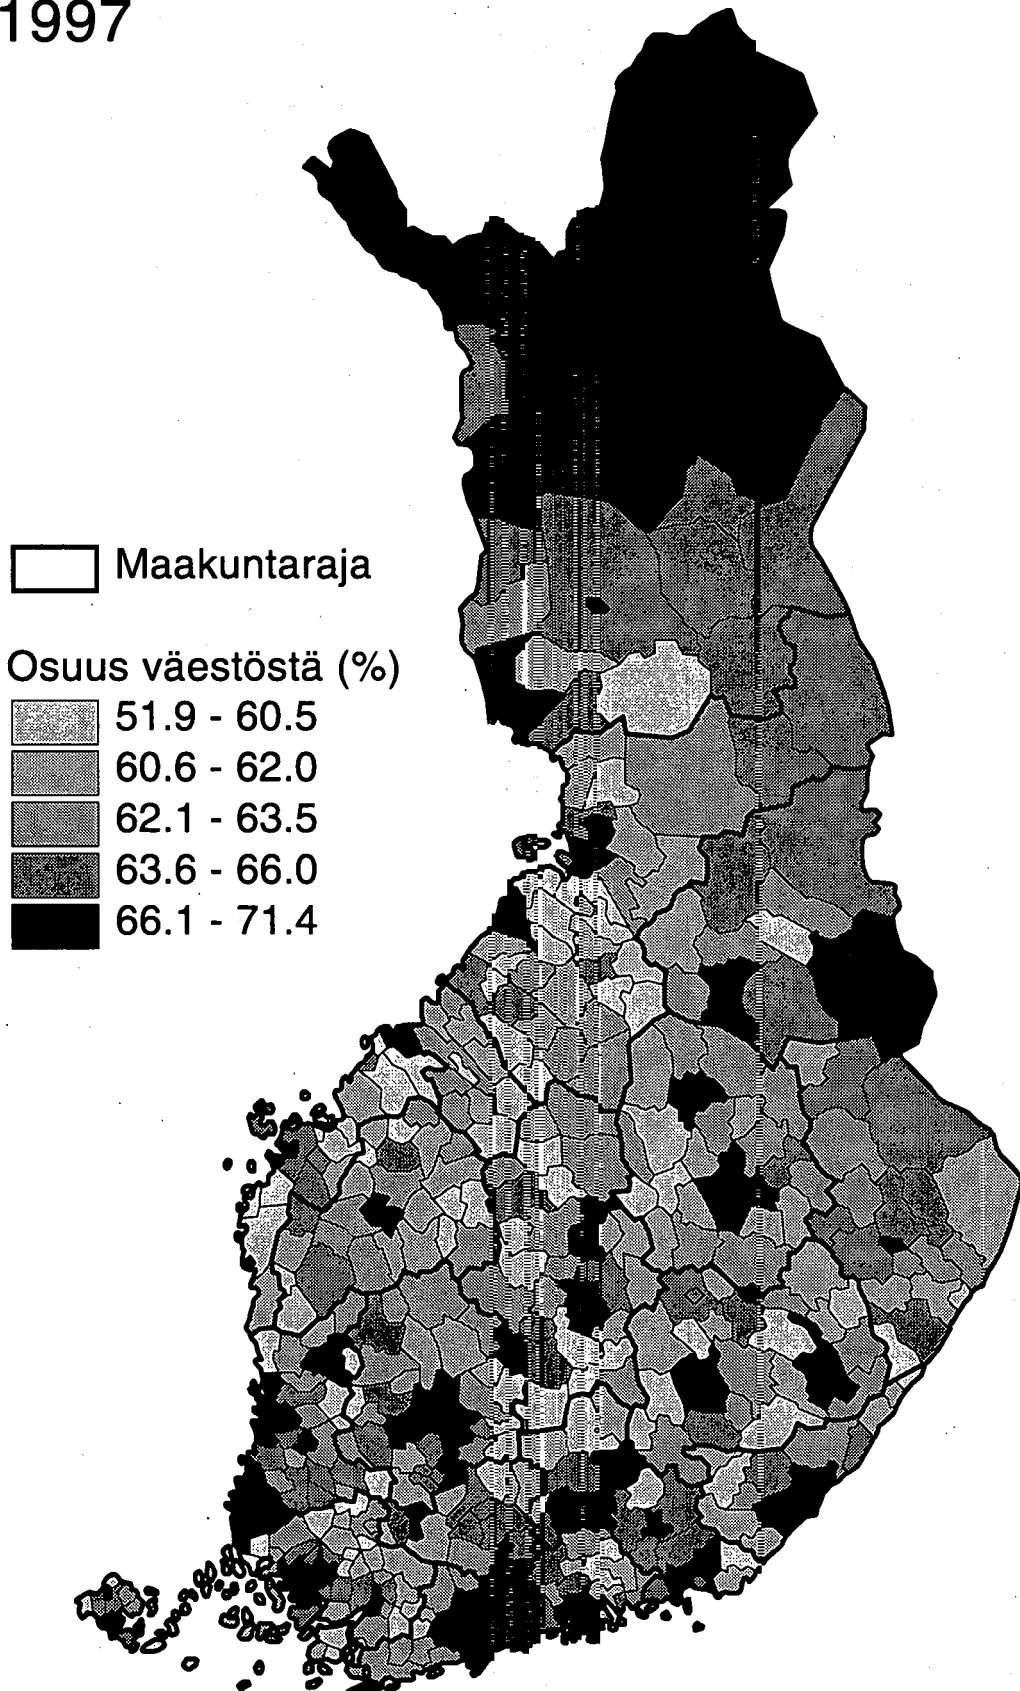 1997
Maakuntaraja
Osuus väestöstä (%)
51.9 - 60.5
60.6 - 62.0
62.1 - 63.5
63.6 - 66.0
66.1 - 71.4